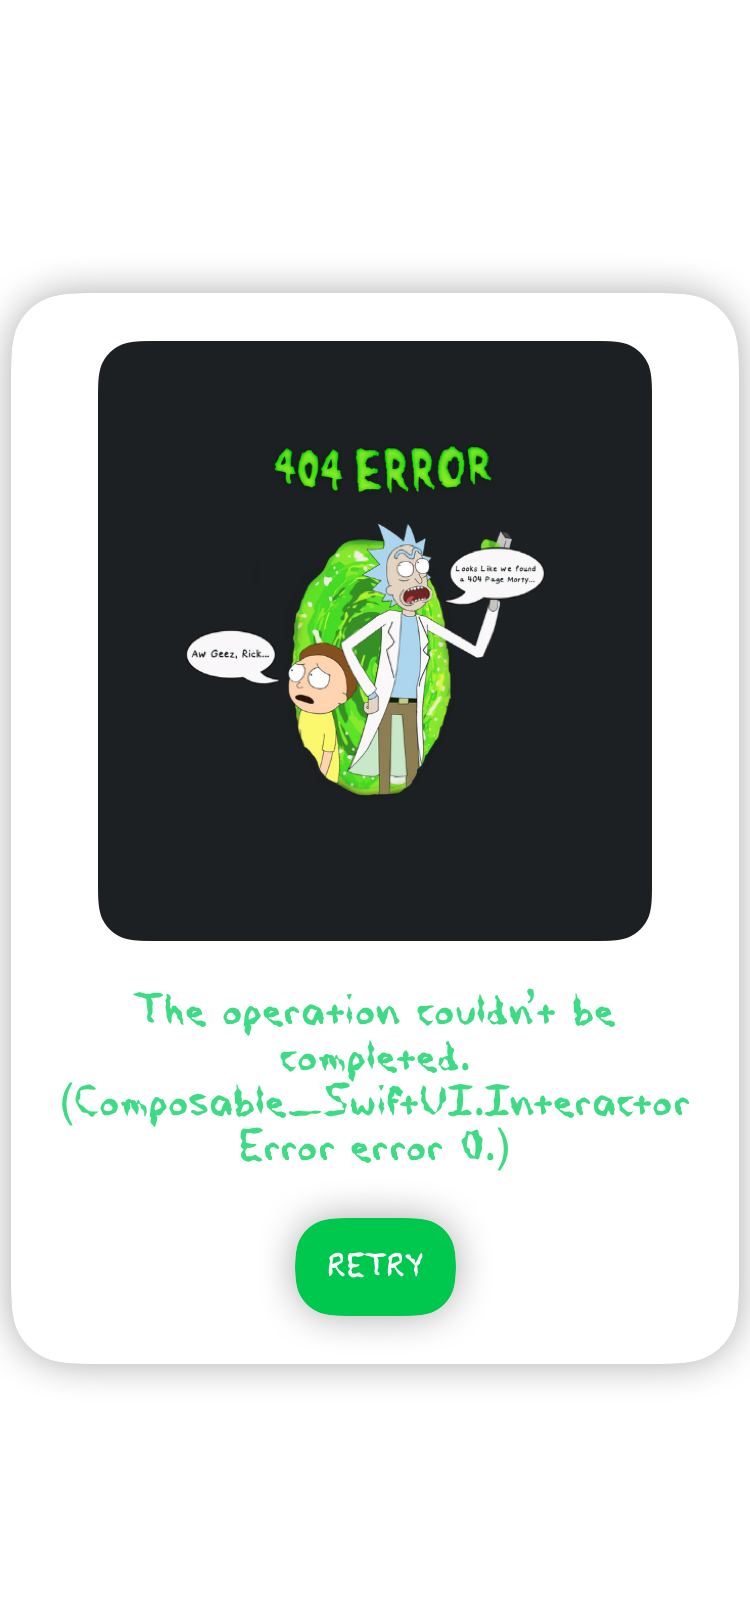 404 ERROR
Looks Like we found
a 404 Page Morty...
Aw Geez, Rick...
The operation couldn’t be
completed.
(Composable_SwiftUI.Interactor
Error error 0.)
RETRY